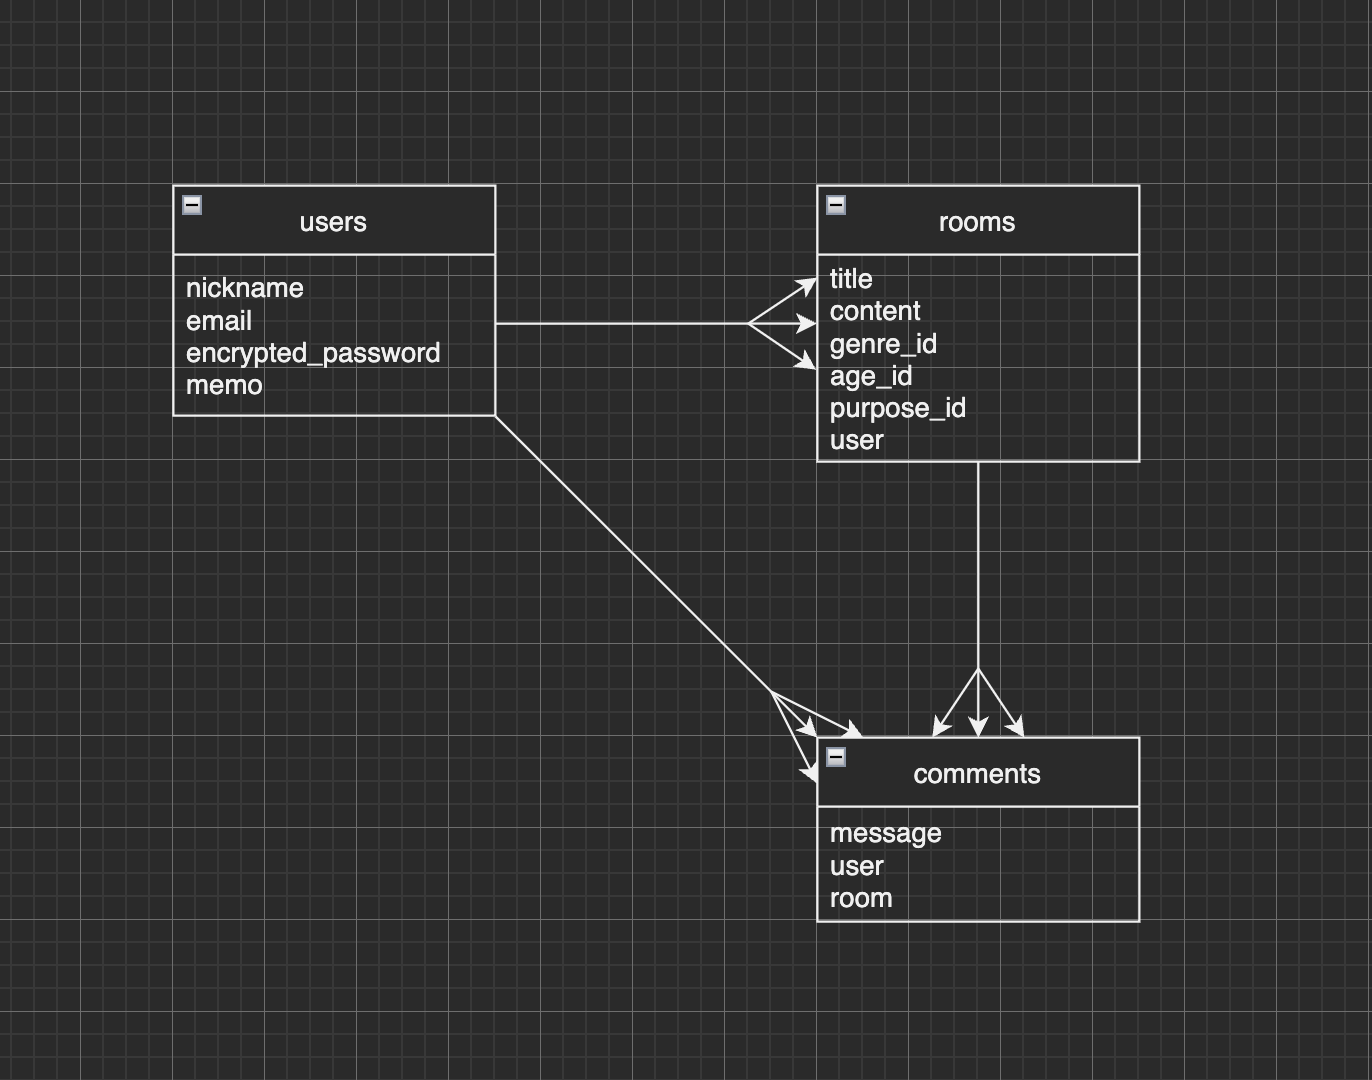 users
nickname
email
encrypted_password
memo
rooms
title
content
genre_id
age_id
purpose_id
user
comments
message
user
room